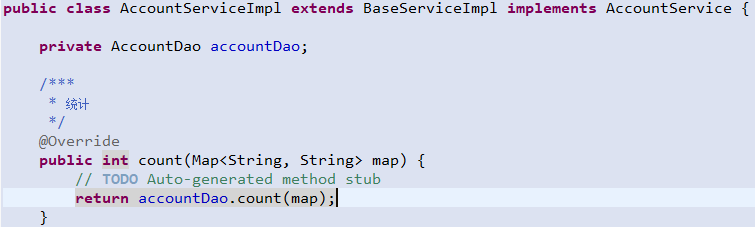 public class AccountServiceImpl extends BaseServiceImpl implements AccountService {
private AccountDao accountDao;
/***
* 统计
*/
@Override
public int count(Map<String, String> map) {
// TODO Auto-generated method stub
return accountDao.count(map);
}